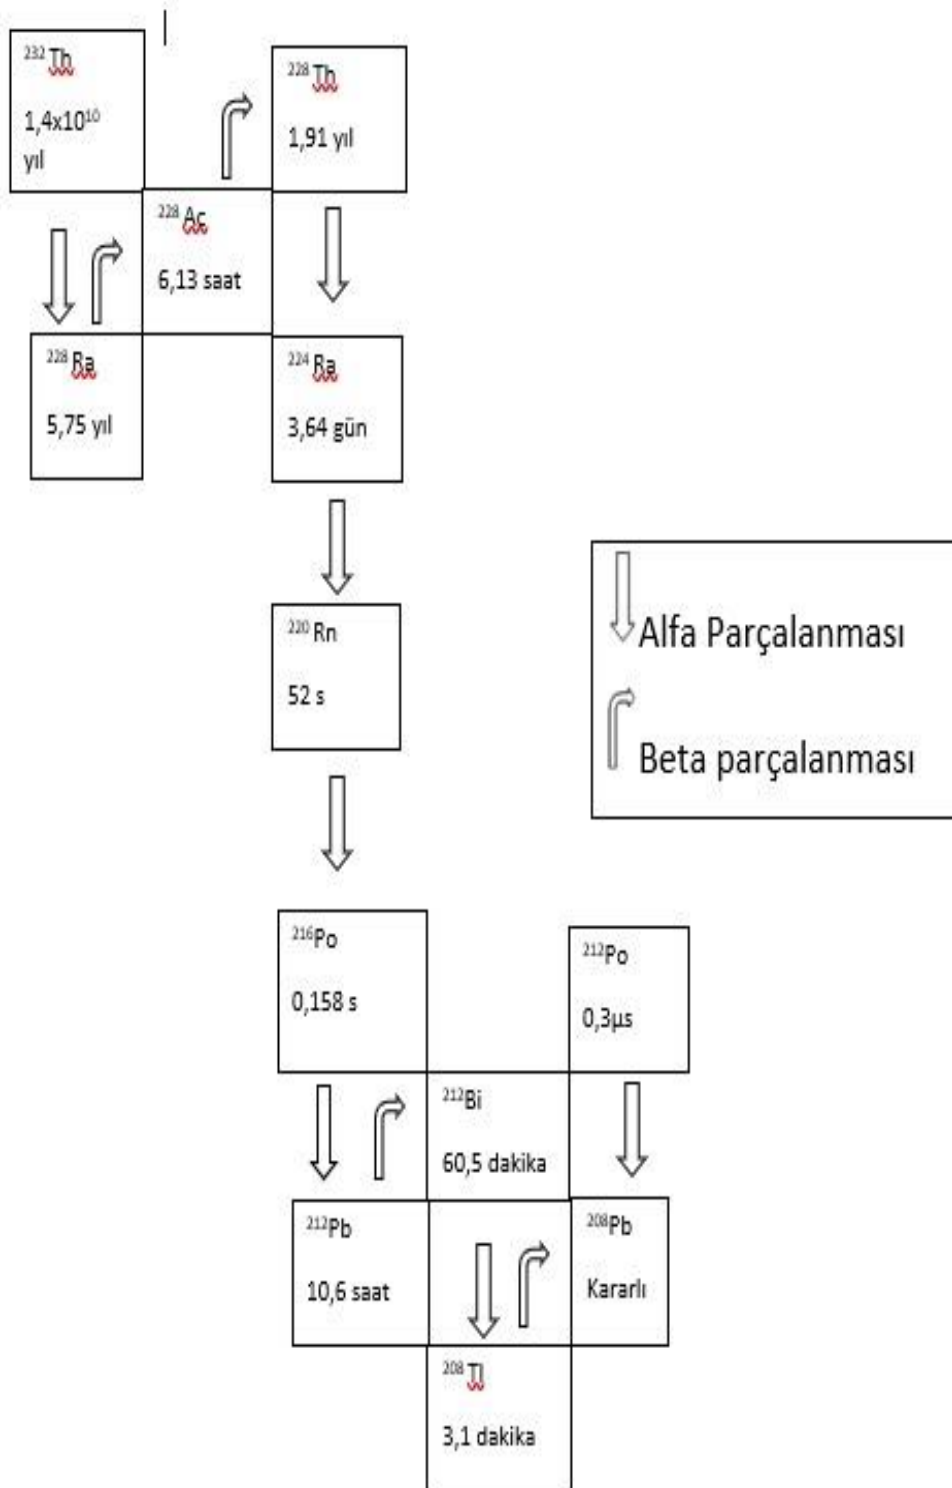 ²³²Th
1,4x10¹⁰
yıl
²²⁸Th
1,91 yıl
²²⁸Ac
6,13 saat
²²⁸Ra
5,75 yıl
²²⁴Ra
3,64 gün
²²⁰Rn
52 s
Alfa Parçalanması
Beta parçalanması
²¹⁶Po
0,158 s
²¹²Po
0,3µs
²¹²Bi
60,5 dakika
²¹²Pb
10,6 saat
²⁰⁸Pb
Kararlı
²⁰⁸Tl
3,1 dakika